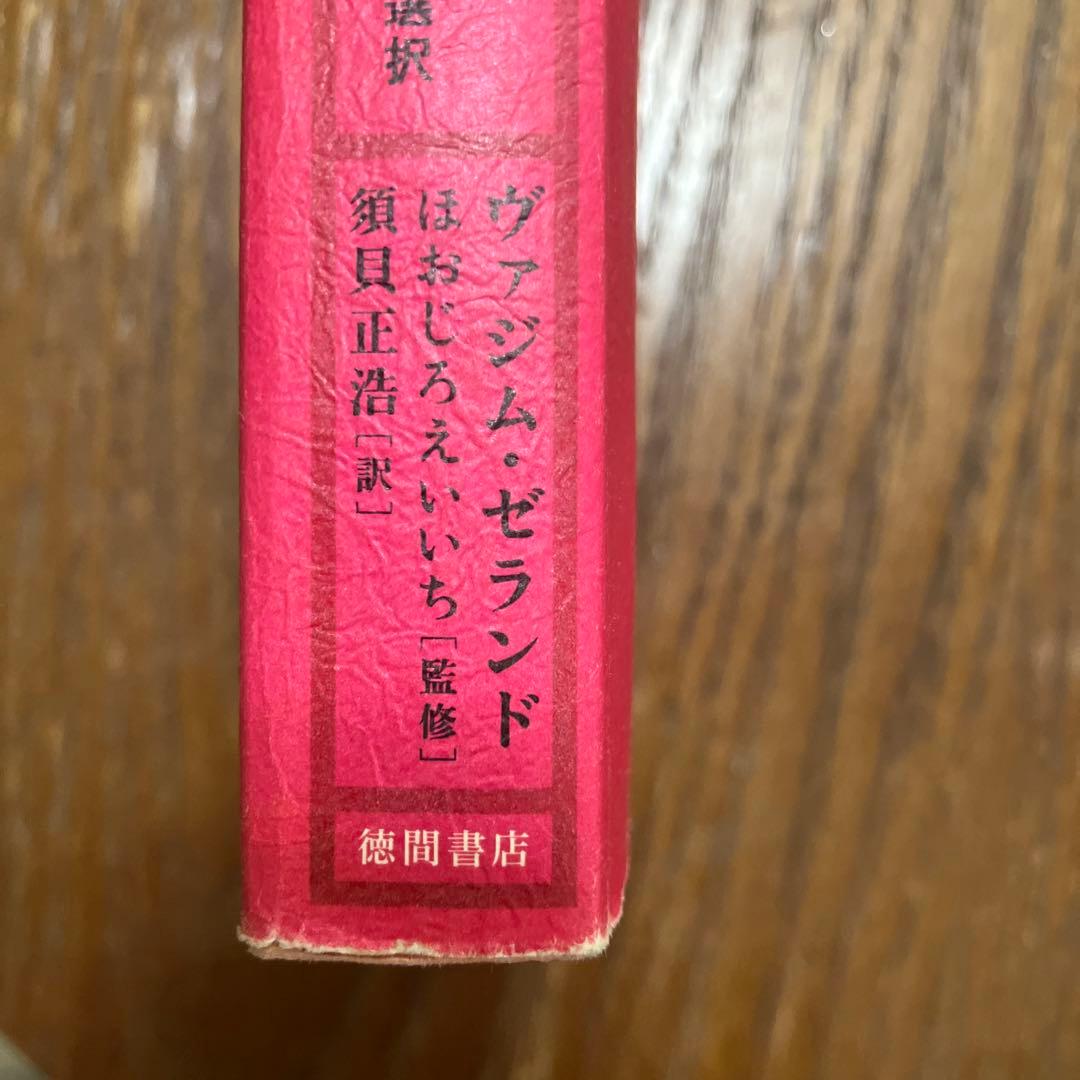 選択
ヴァジム・ゼランド
ほおじろえいいち[監修]
須貝正浩[訳]
徳間書店